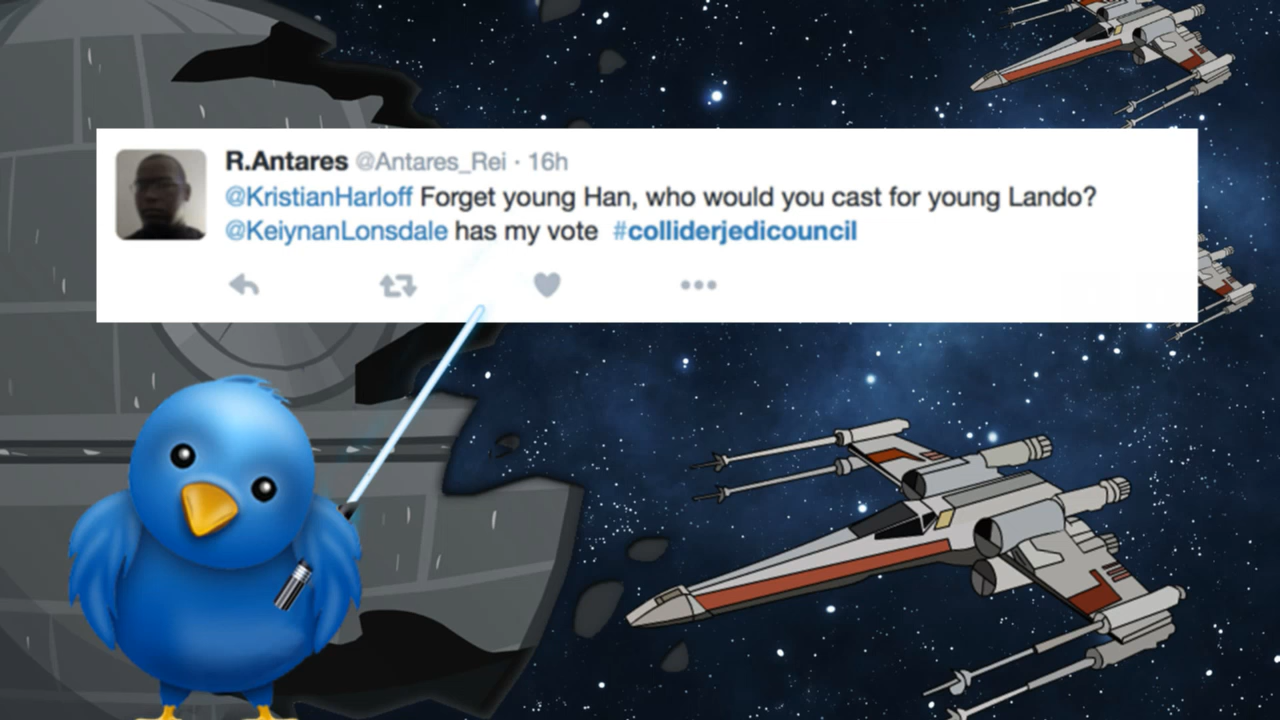 R.Antares @Antares_Rei · 16h
@KristianHarloff Forget young Han, who would you cast for young Lando?
@KeiynanLonsdale has my vote #colliderjedicouncil